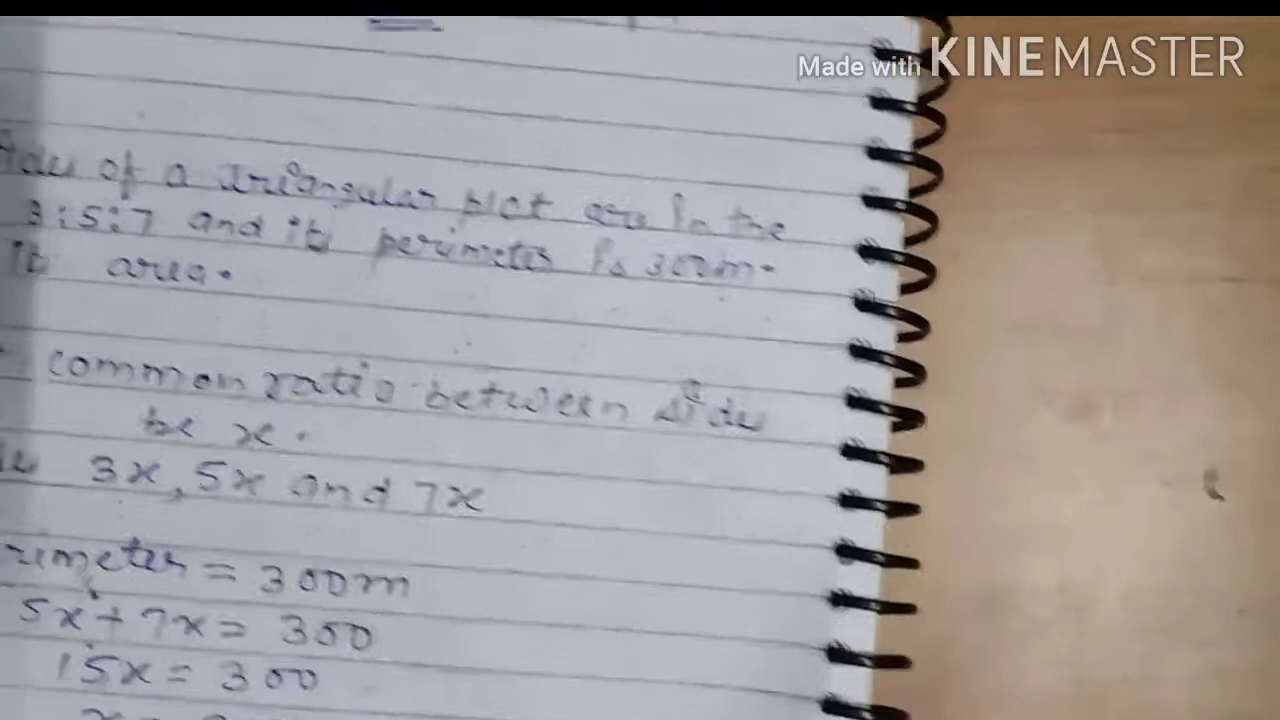 Made with KINEMASTER
of a triangular plot are in the
3:5:7 and its perimeter is 300m.
its area.
common ratio between sides
be x.
3x, 5x and 7x
rimeter = 300m
5x + 7x = 300
15x = 300